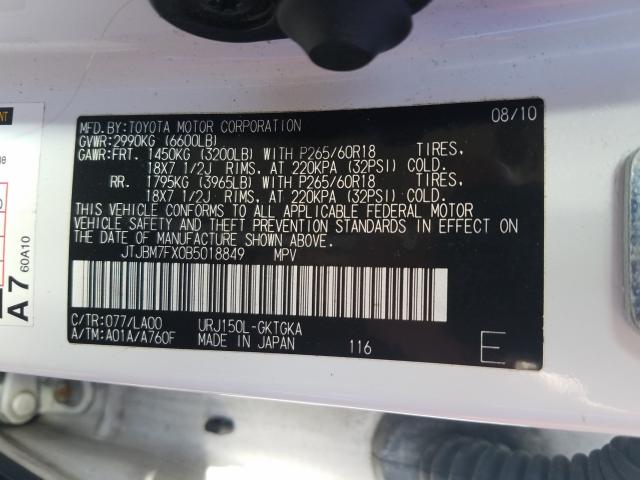 MFD.BY:TOYOTA MOTOR CORPORATION 08/10
GVWR:2990KG (6600LB)
GAWR:FRT. 1450KG (3200LB) WITH P265/60R18 TIRES,
18X7 1/2J RIMS, AT 220KPA (32PSI) COLD.
RR. 1795KG (3965LB) WITH P265/60R18 TIRES,
18X7 1/2J RIMS, AT 220KPA (32PSI) COLD.
THIS VEHICLE CONFORMS TO ALL APPLICABLE FEDERAL MOTOR
VEHICLE SAFETY AND THEFT PREVENTION STANDARDS IN EFFECT ON
THE DATE OF MANUFACTURE SHOWN ABOVE.
JTJBM7FX0B5018849 MPV
C/TR:077/LA00 URJ150L-GKTGKA
A/TM:A01A/A760F MADE IN JAPAN 116 E
A7
60A10